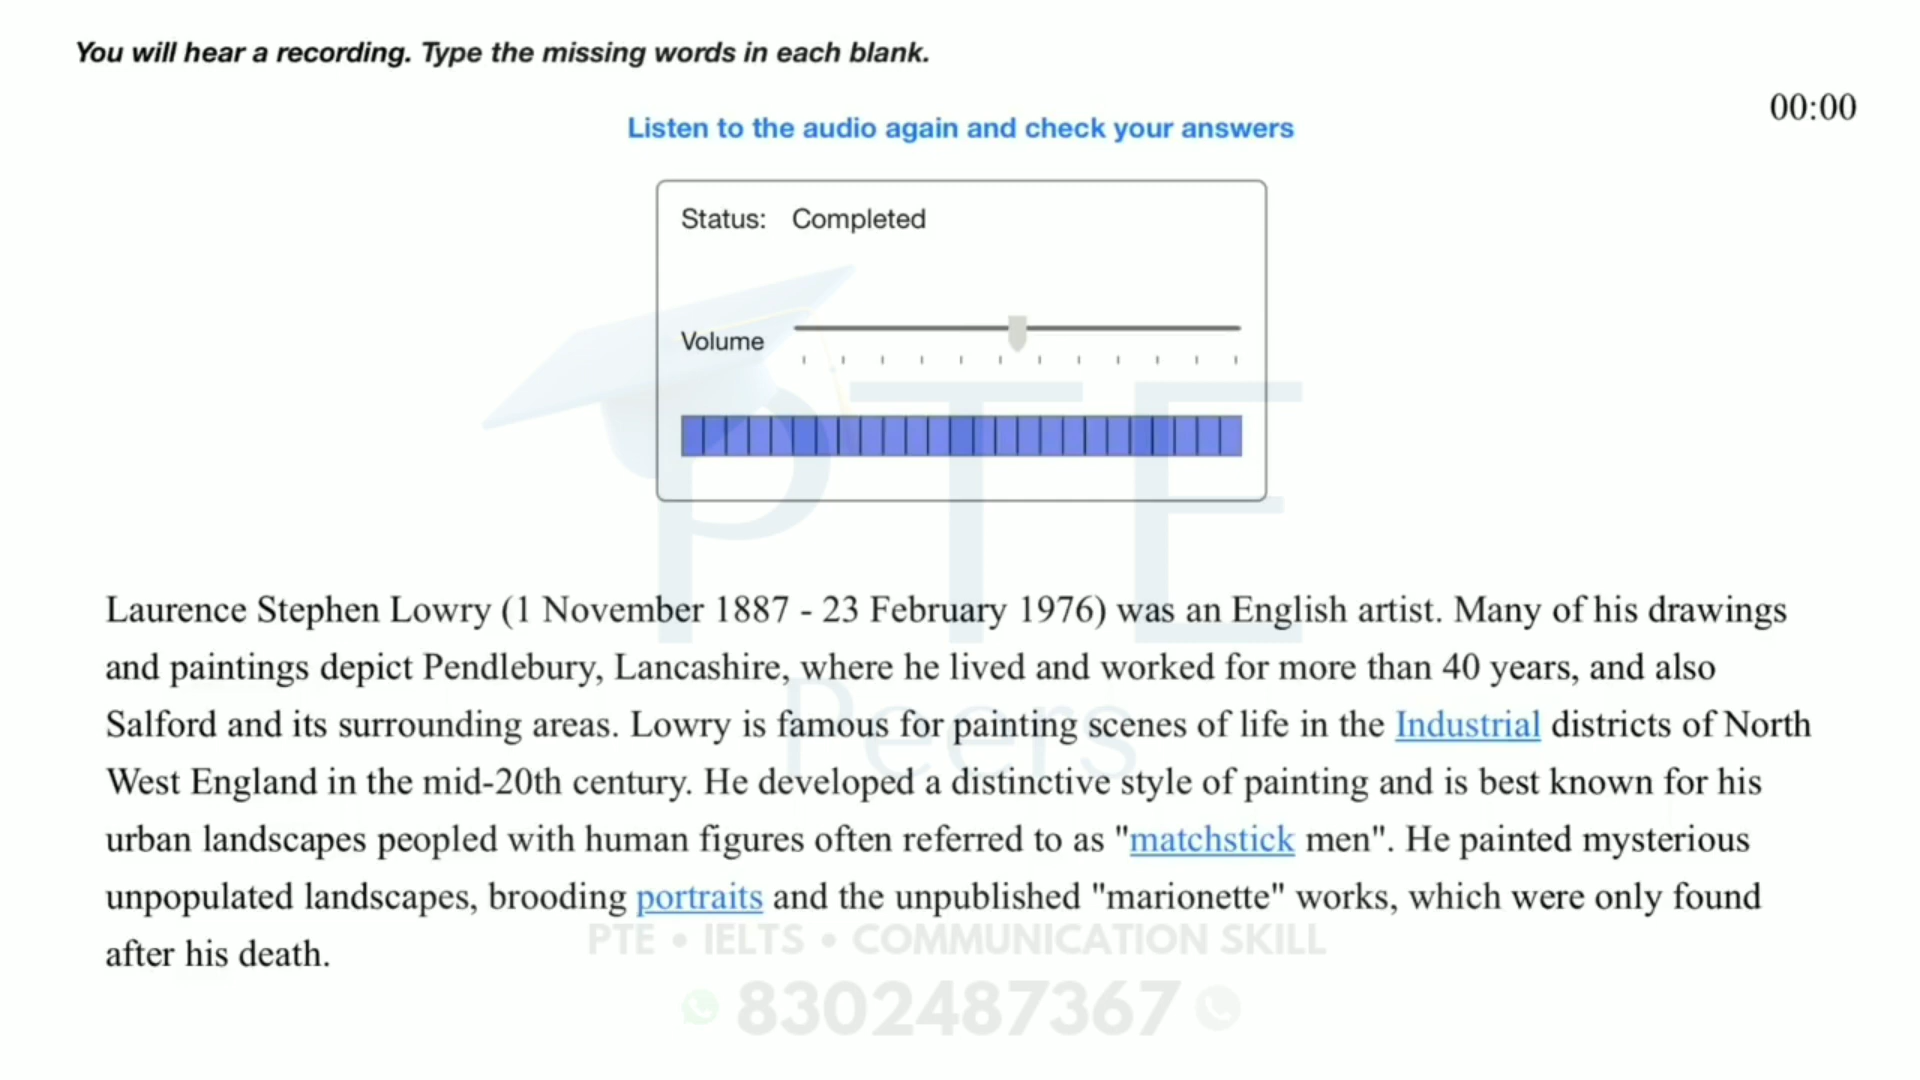 You will hear a recording. Type the missing words in each blank.
00:00
Listen to the audio again and check your answers
Status: Completed
Volume
PTE
Peers
Laurence Stephen Lowry (1 November 1887 - 23 February 1976) was an English artist. Many of his drawings
and paintings depict Pendlebury, Lancashire, where he lived and worked for more than 40 years, and also
Salford and its surrounding areas. Lowry is famous for painting scenes of life in the Industrial districts of North
West England in the mid-20th century. He developed a distinctive style of painting and is best known for his
urban landscapes peopled with human figures often referred to as "matchstick men". He painted mysterious
unpopulated landscapes, brooding portraits and the unpublished "marionette" works, which were only found
after his death.
PTE • IELTS • COMMUNICATION SKILL
8302487367